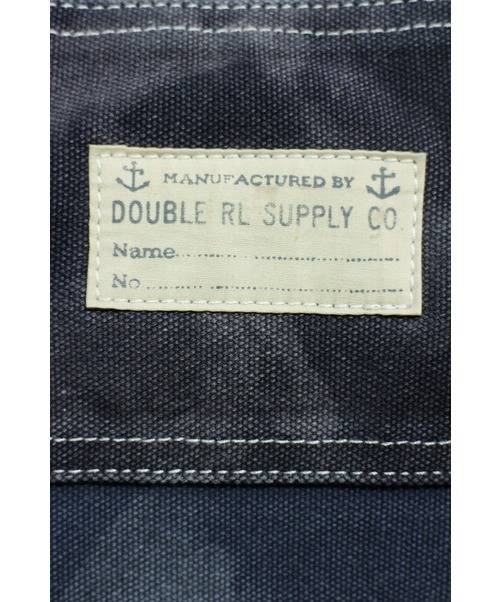 MANUFACTURED BY
DOUBLE RL SUPPLY CO.
Name
No